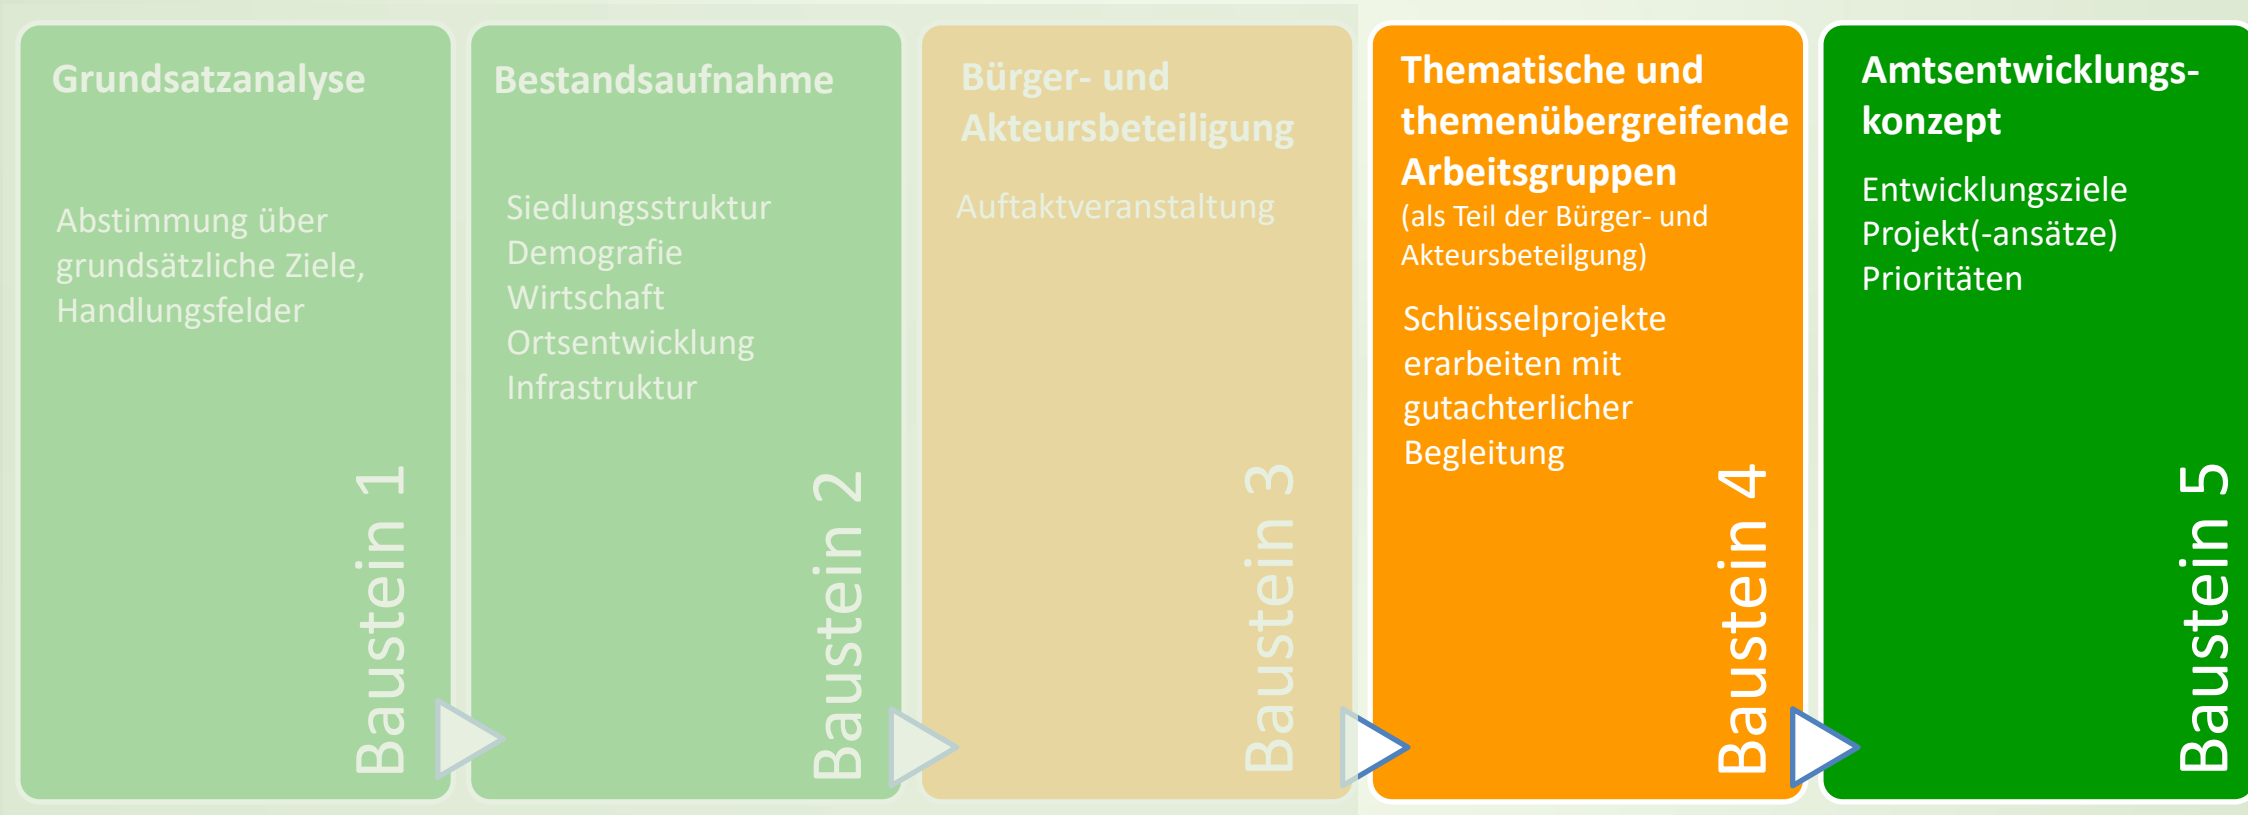 Grundsatzanalyse
Abstimmung über
grundsätzliche Ziele,
Handlungsfelder
Baustein 1
Bestandsaufnahme
Siedlungsstruktur
Demografie
Wirtschaft
Ortsentwicklung
Infrastruktur
Baustein 2
Bürger- und
Akteursbeteiligung
Auftaktveranstaltung
Baustein 3
Thematische und
themenübergreifende
Arbeitsgruppen
(als Teil der Bürger- und
Akteursbeteilgung)
Schlüsselprojekte
erarbeiten mit
gutachterlicher
Begleitung
Baustein 4
Amtsentwicklungs-
konzept
Entwicklungsziele
Projekt(-ansätze)
Prioritäten
Baustein 5